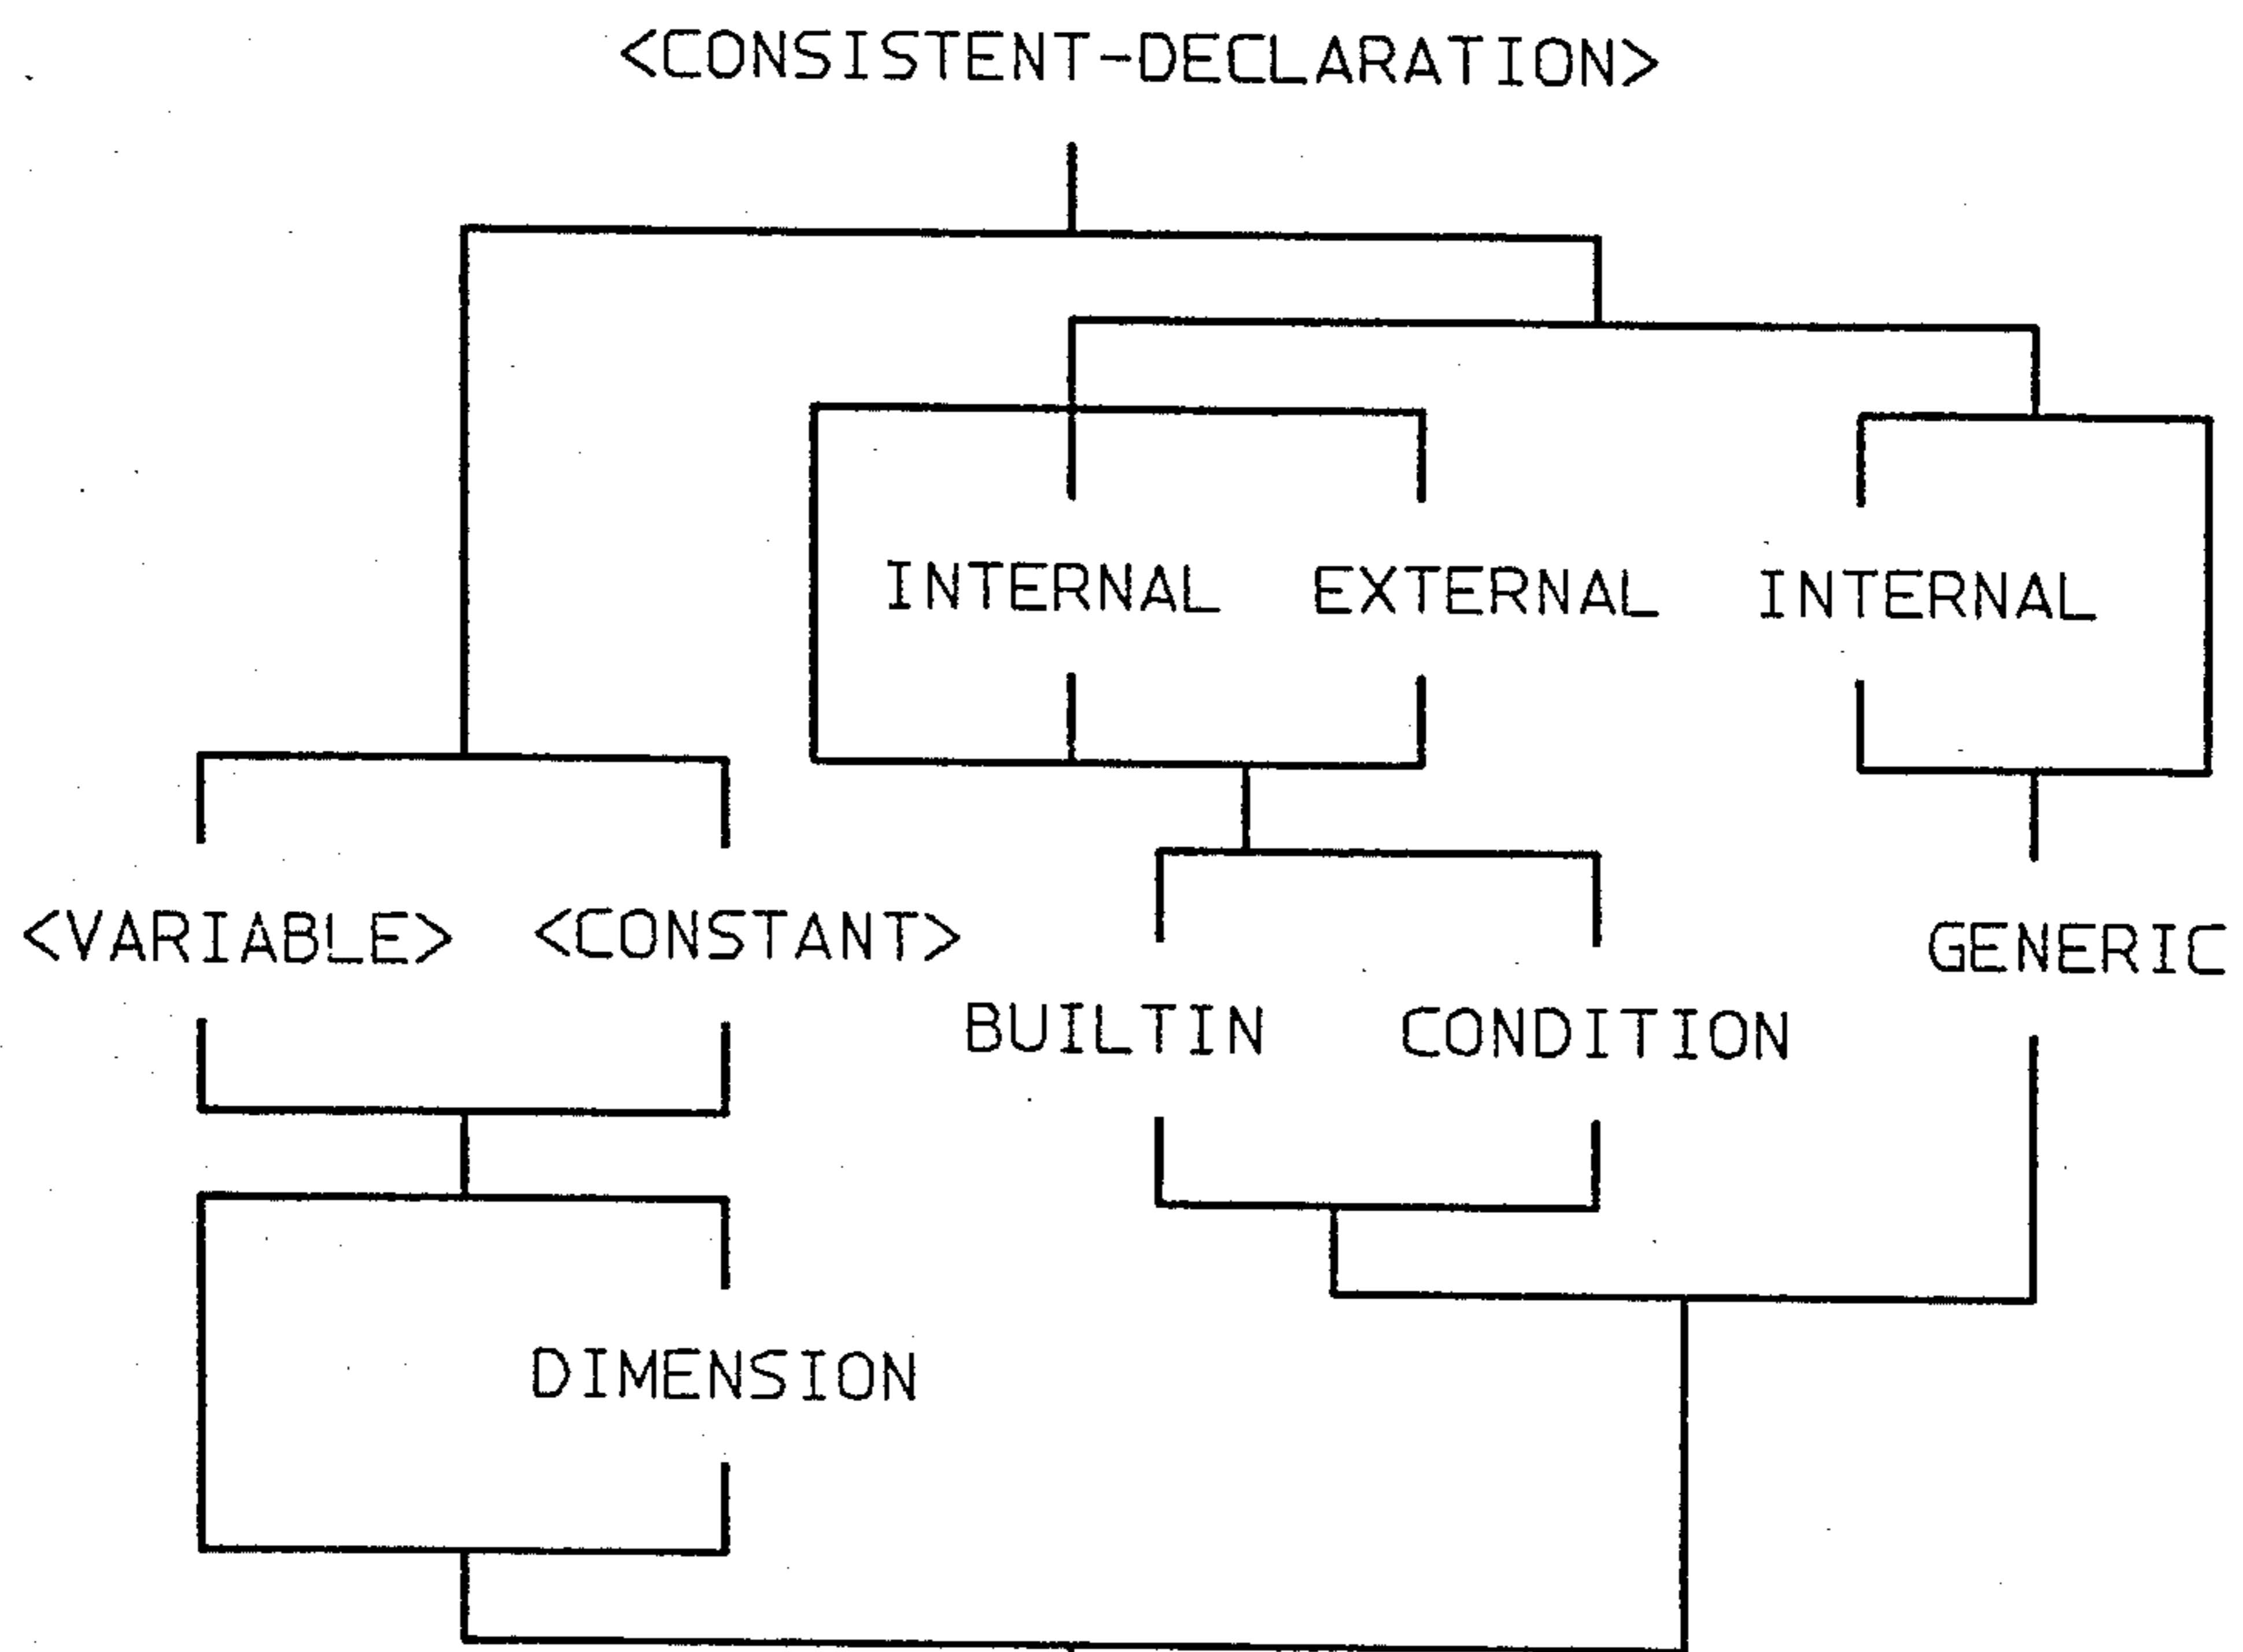 <CONSISTENT-DECLARATION>
INTERNAL EXTERNAL INTERNAL
<VARIABLE> <CONSTANT> GENERIC
BUILTIN CONDITION
DIMENSION